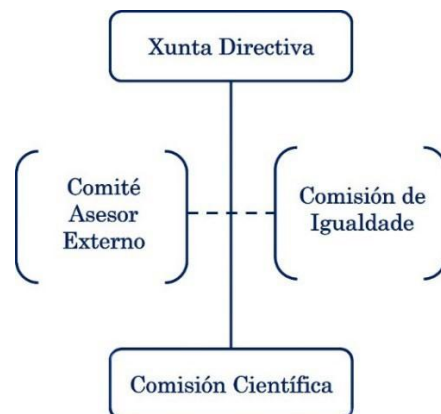 Xunta Directiva
Comité
Asesor
Externo
Comisión de
Igualdade
Comisión Científica